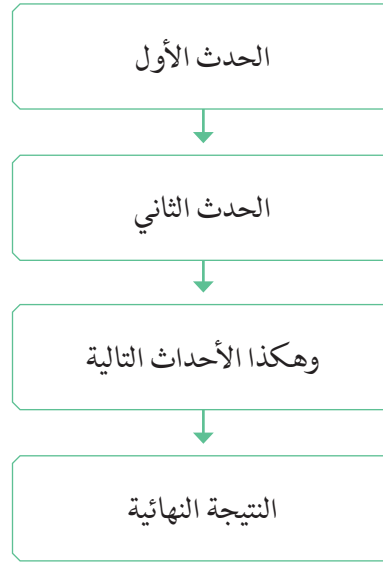 الحدث الأول
الحدث الثاني
وهكذا الأحداث التالية
النتيجة النهائية